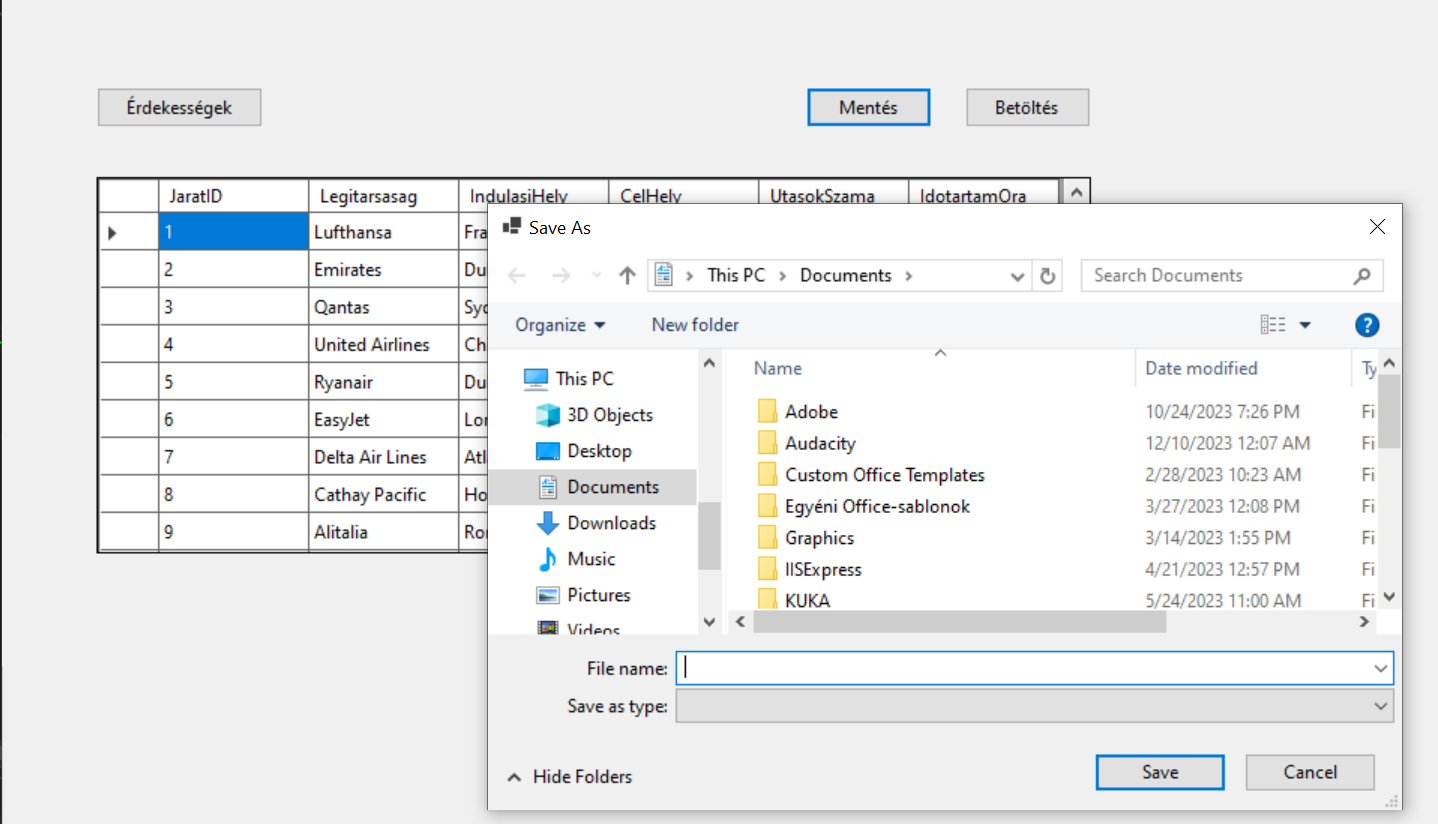 Érdekességek
Mentés
Betöltés
JaratID Legitarsasag IndulasiHely CelHely UtasokSzama IdotartamOra
1 Lufthansa Fra
2 Emirates Du
3 Qantas Syd
4 United Airlines Ch
5 Ryanair Du
6 EasyJet Lon
7 Delta Air Lines Atl
8 Cathay Pacific Ho
9 Alitalia Ro
Save As
This PC > Documents >
Search Documents
Organize
New folder
?
This PC
3D Objects
Desktop
Documents
Downloads
Music
Pictures
Videos
Name Date modified Ty
Adobe 10/24/2023 7:26 PM Fi
Audacity 12/10/2023 12:07 AM Fi
Custom Office Templates 2/28/2023 10:23 AM Fi
Egyéni Office-sablonok 3/27/2023 12:08 PM Fi
Graphics 3/14/2023 1:55 PM Fi
IISExpress 4/21/2023 12:57 PM Fi
KUKA 5/24/2023 11:00 AM Fi
File name:
Save as type:
Hide Folders
Save
Cancel